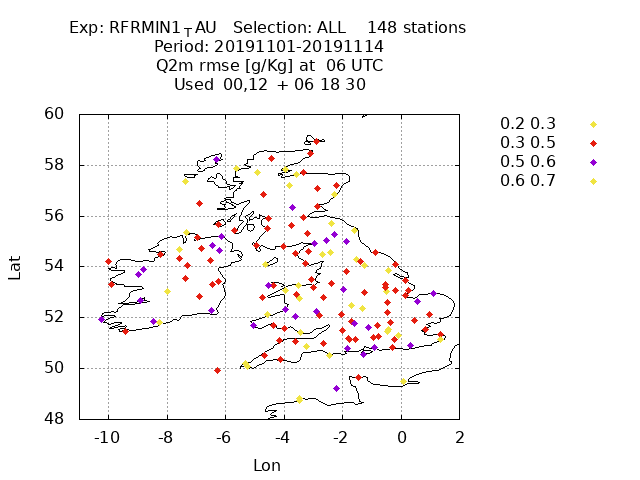 Exp: RFRMIN1_TAU Selection: ALL 148 stations
Period: 20191101-20191114
Q2m rmse [g/Kg] at 06 UTC
Used 00,12 + 06 18 30
0.2 0.3
0.3 0.5
0.5 0.6
0.6 0.7
60
58
56
54
52
50
48
Lat
-10 -8 -6 -4 -2 0 2
Lon